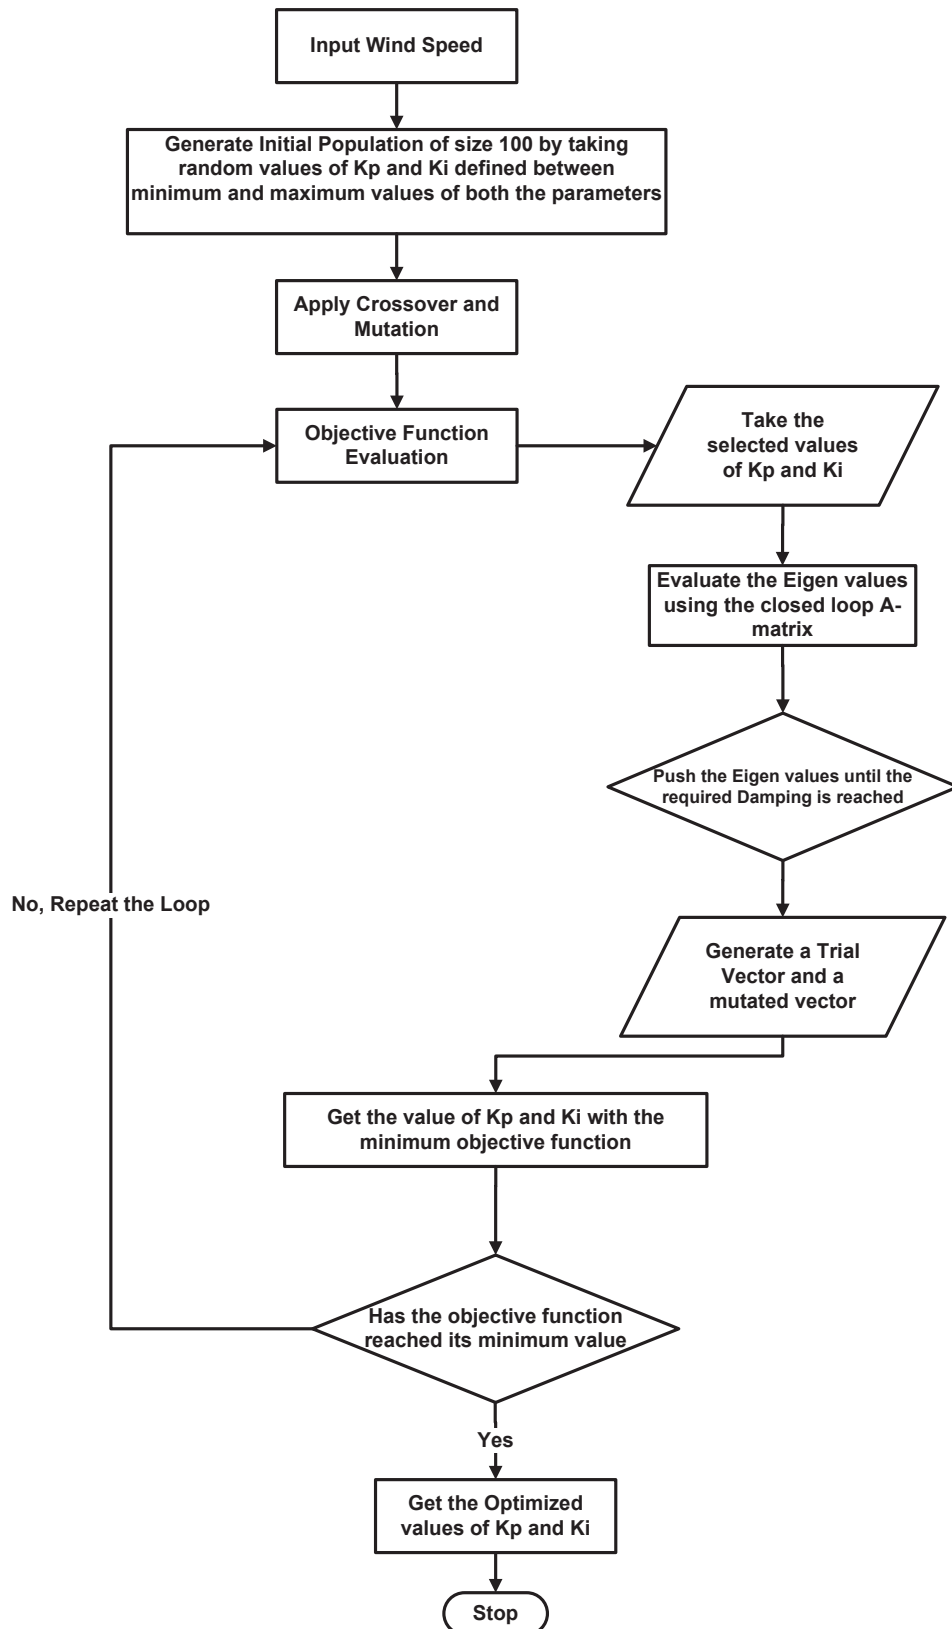 Input Wind Speed
Generate Initial Population of size 100 by taking
random values of Kp and Ki defined between
minimum and maximum values of both the parameters
Apply Crossover and
Mutation
Objective Function
Evaluation
Take the
selected values
of Kp and Ki
Evaluate the Eigen values
using the closed loop A-
matrix
Push the Eigen values until the
required Damping is reached
No, Repeat the Loop
Generate a Trial
Vector and a
mutated vector
Get the value of Kp and Ki with the
minimum objective function
Has the objective function
reached its minimum value
Yes
Get the Optimized
values of Kp and Ki
Stop